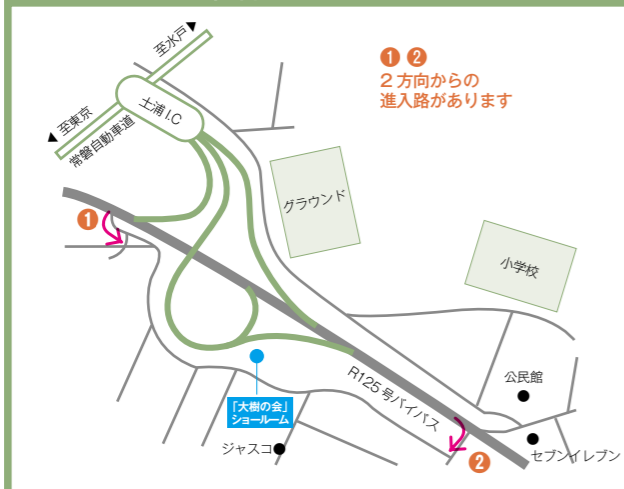 ❶ ❷
2方向からの
進入路があります
至水戸▶
土浦I.C
◀至東京
常磐自動車道
グラウンド
❶
小学校
R125号バイパス
公民館
「大樹の会」
ショールーム
ジャスコ
❷
セブンイレブン